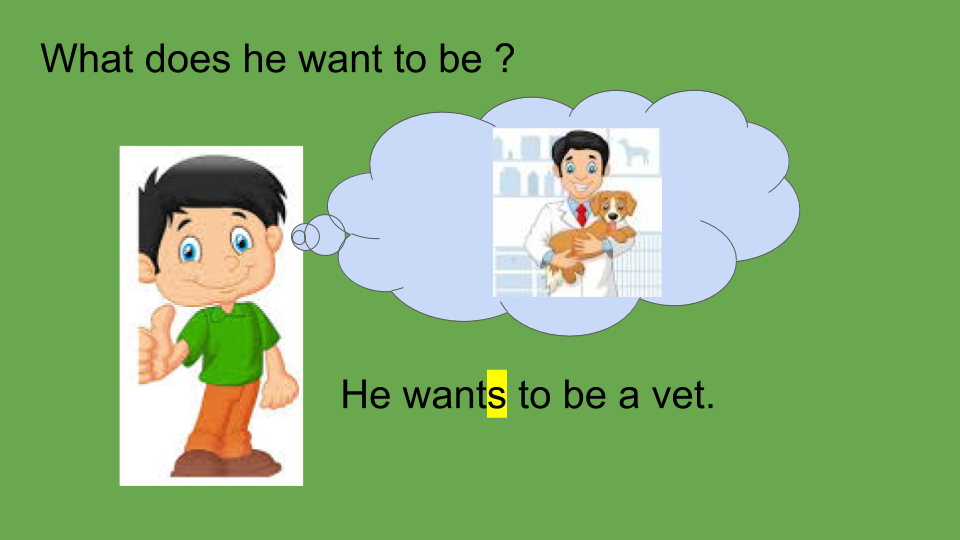 What does he want to be ?
He wants to be a vet.